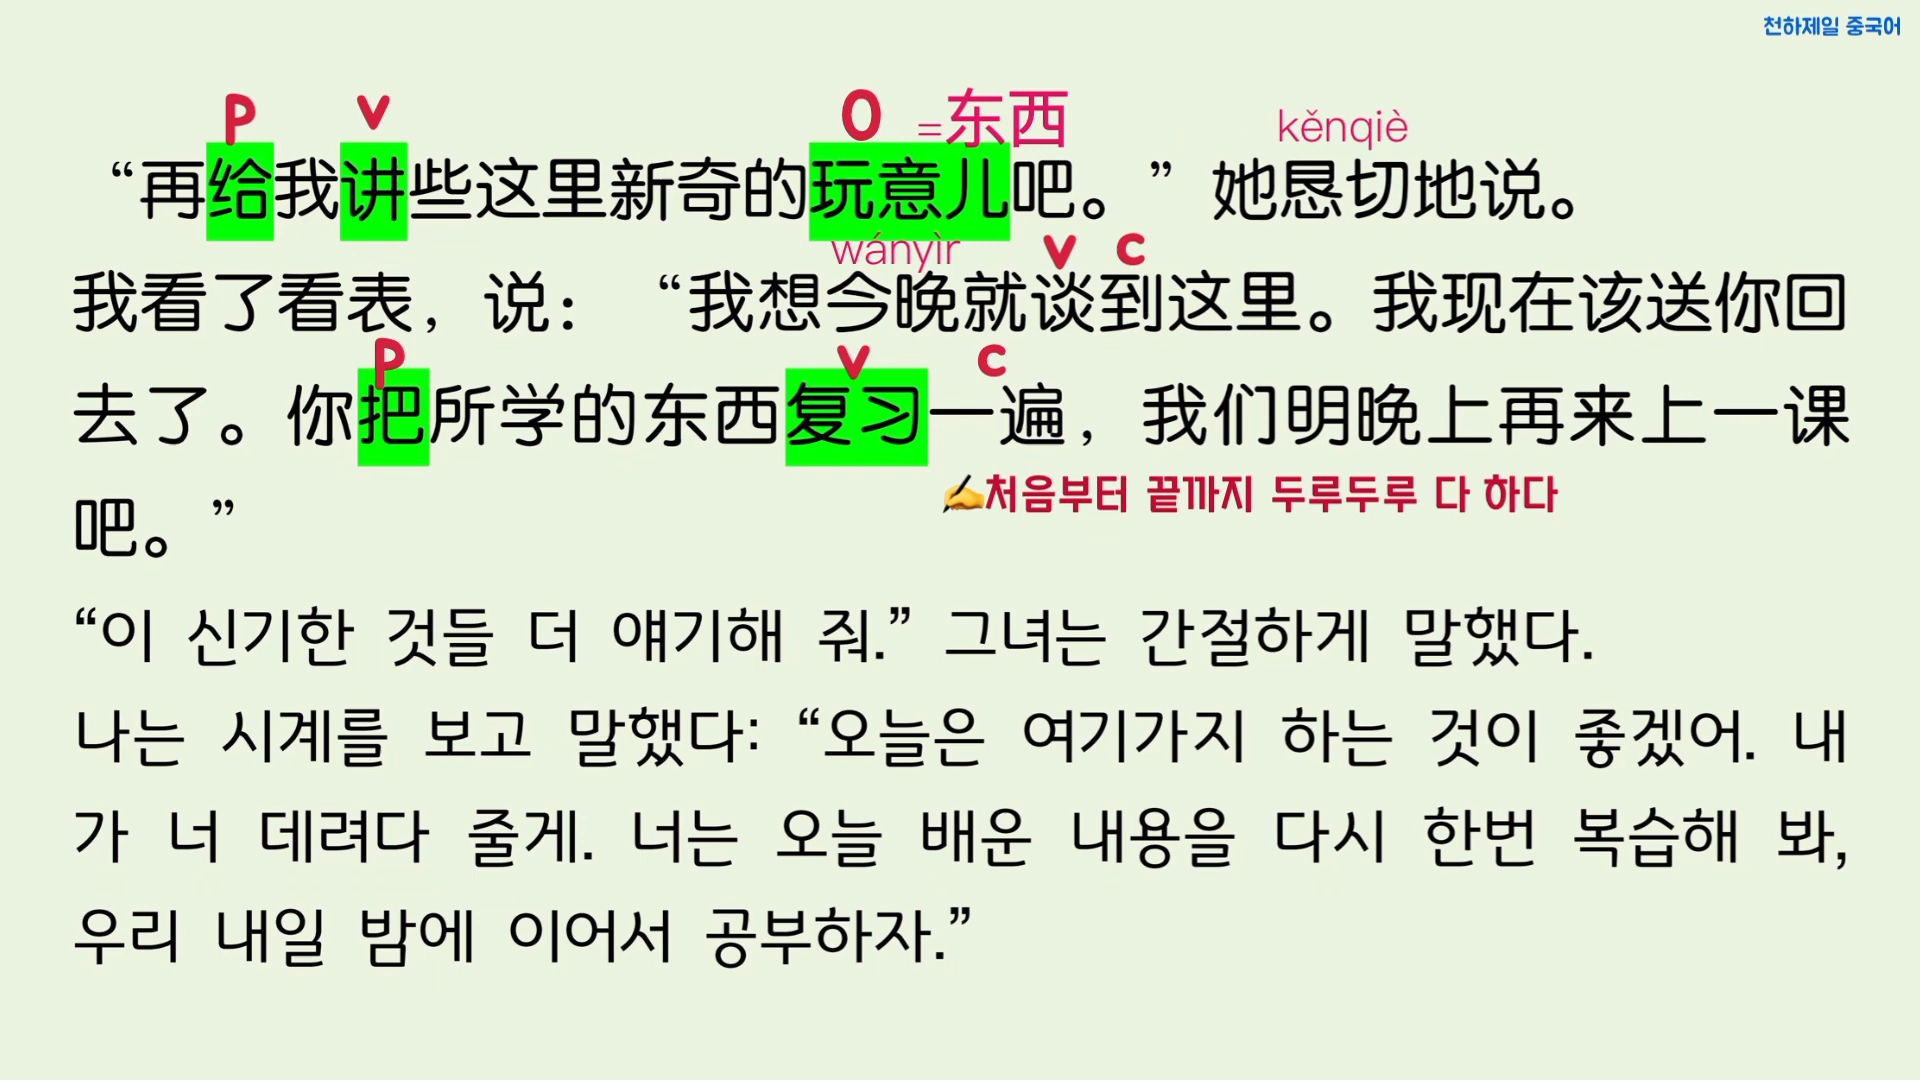 천하제일 중국어
P V O =东西 kěnqiè
“再给我讲些这里新奇的玩意儿吧。”她恳切地说。
wányìr V C
我看了看表，说：“我想今晚就谈到这里。我现在该送你回
P V C
去了。你把所学的东西复习一遍，我们明晚上再来上一课
✍처음부터 끝까지 두루두루 다 하다
吧。”
“이 신기한 것들 더 얘기해 줘.” 그녀는 간절하게 말했다.
나는 시계를 보고 말했다: “오늘은 여기가지 하는 것이 좋겠어. 내
가 너 데려다 줄게. 너는 오늘 배운 내용을 다시 한번 복습해 봐,
우리 내일 밤에 이어서 공부하자.”